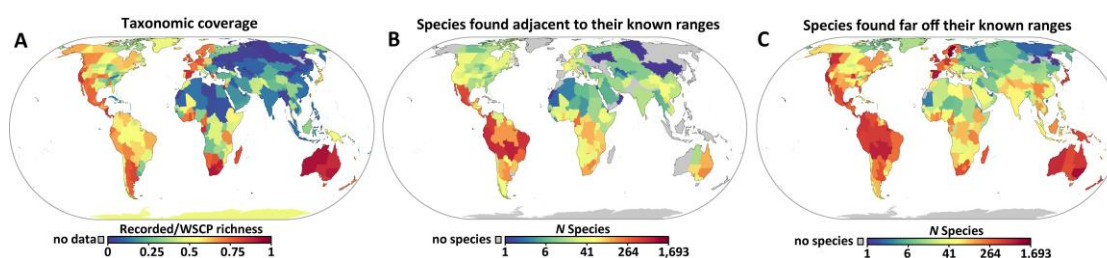 A
Taxonomic coverage
Recorded/WSCP richness
no data
0 0.25 0.75 0.75 1
B
Species found adjacent to their known ranges
N Species
no species
1 6 41 264 1,693
C
Species found far off their known ranges
N Species
no species
1 6 41 264 1,693